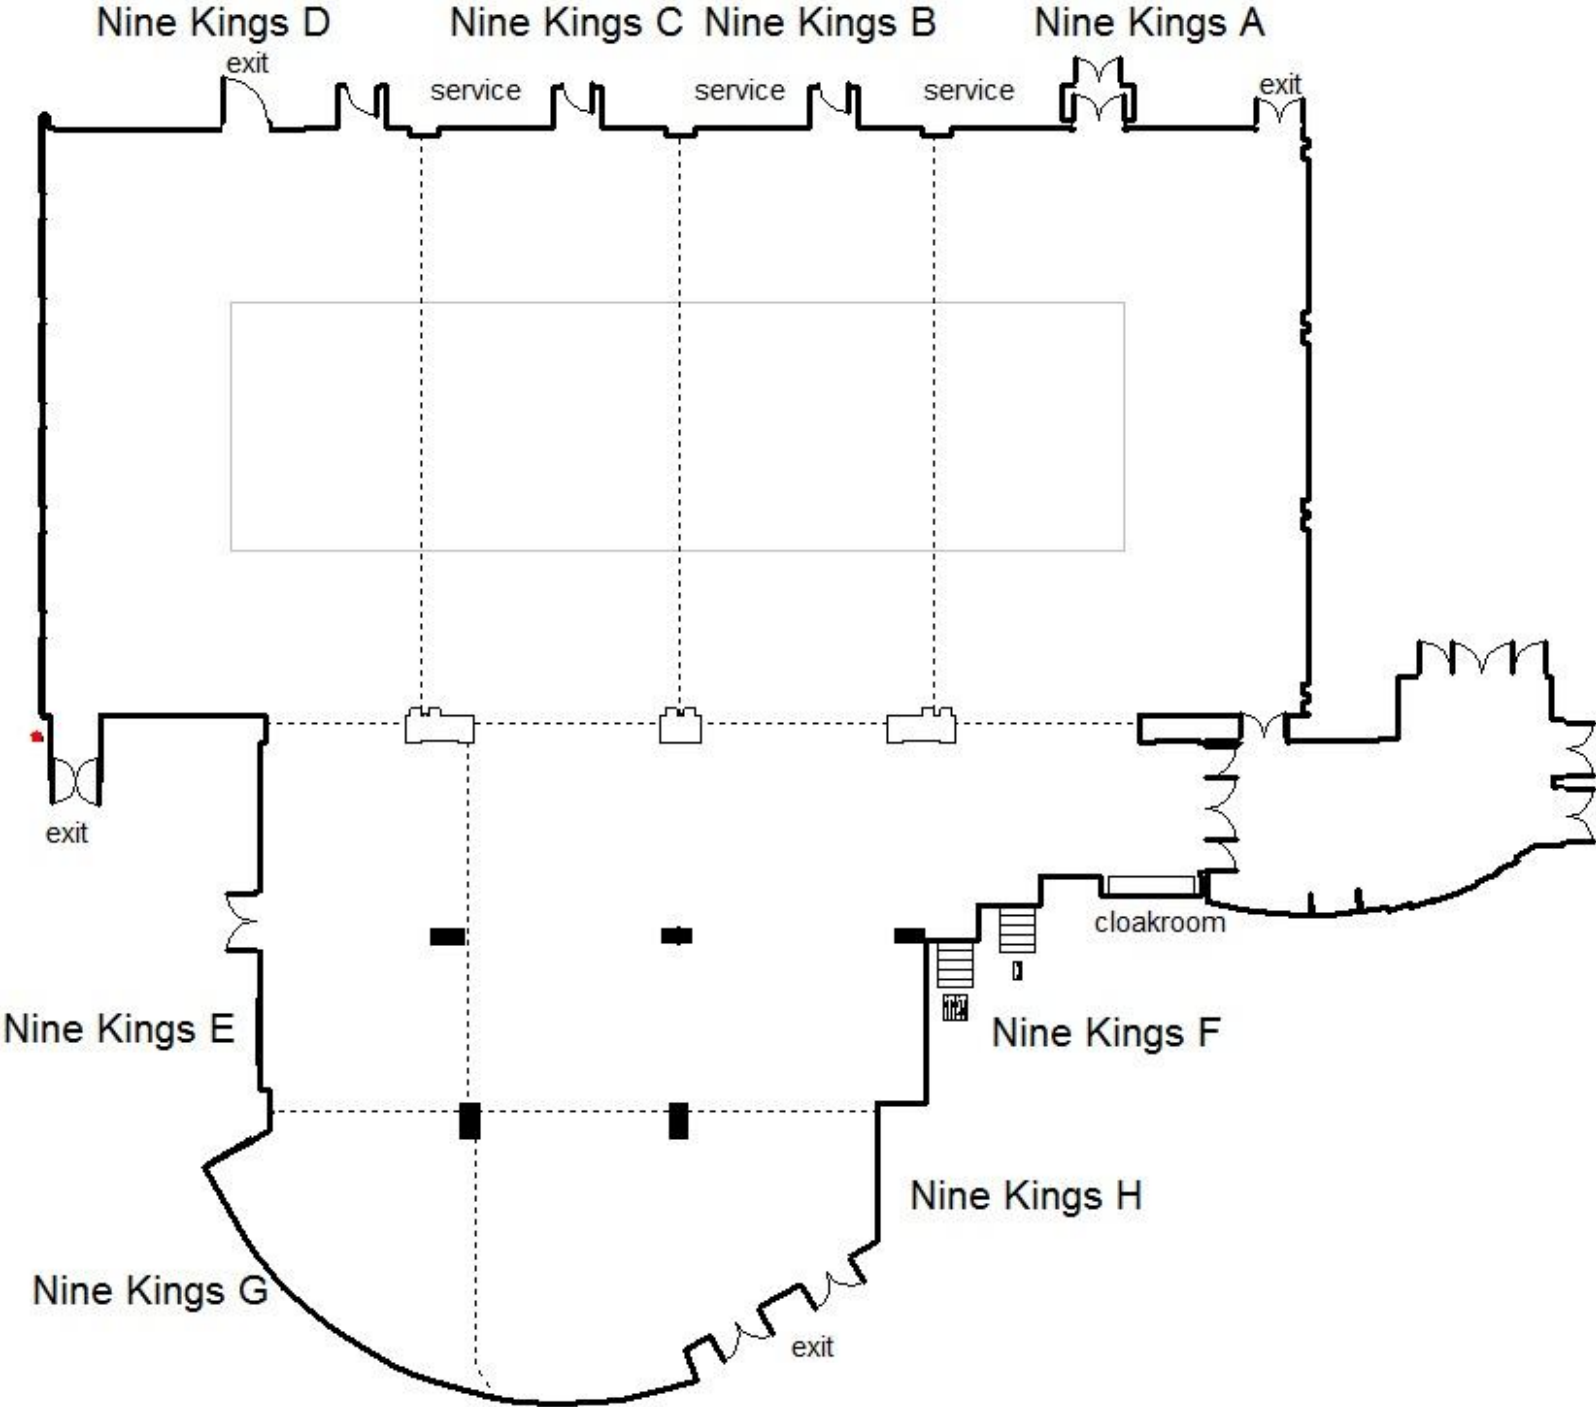 Nine Kings D
Nine Kings C
Nine Kings B
Nine Kings A
exit
service
service
service
exit
exit
cloakroom
Nine Kings E
Nine Kings F
Nine Kings H
Nine Kings G
exit